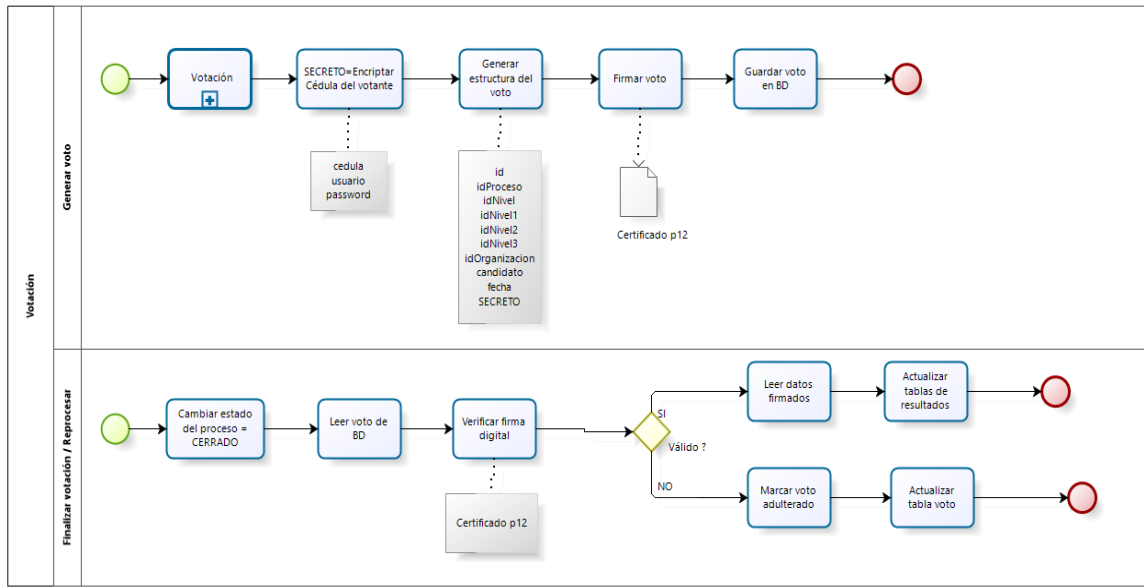 Votación
Generar voto
Votación
SECRETO=Encriptar
Cédula del votante
Generar
estructura del
voto
Firmar voto
Guardar voto
en BD
cedula
usuario
password
id
idProceso
idNivel
idNivel1
idNivel2
idNivel3
idOrganizacion
candidato
fecha
SECRETO
Certificado p12
Finalizar votación / Reprocesar
Cambiar estado
del proceso =
CERRADO
Leer voto de
BD
Verificar firma
digital
Certificado p12
Válido ?
SI
Leer datos
firmados
Actualizar
tablas de
resultados
NO
Marcar voto
adulterado
Actualizar
tabla voto